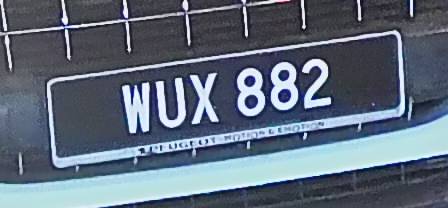 WUX 882
PEUGEOT MOTION & EMOTION